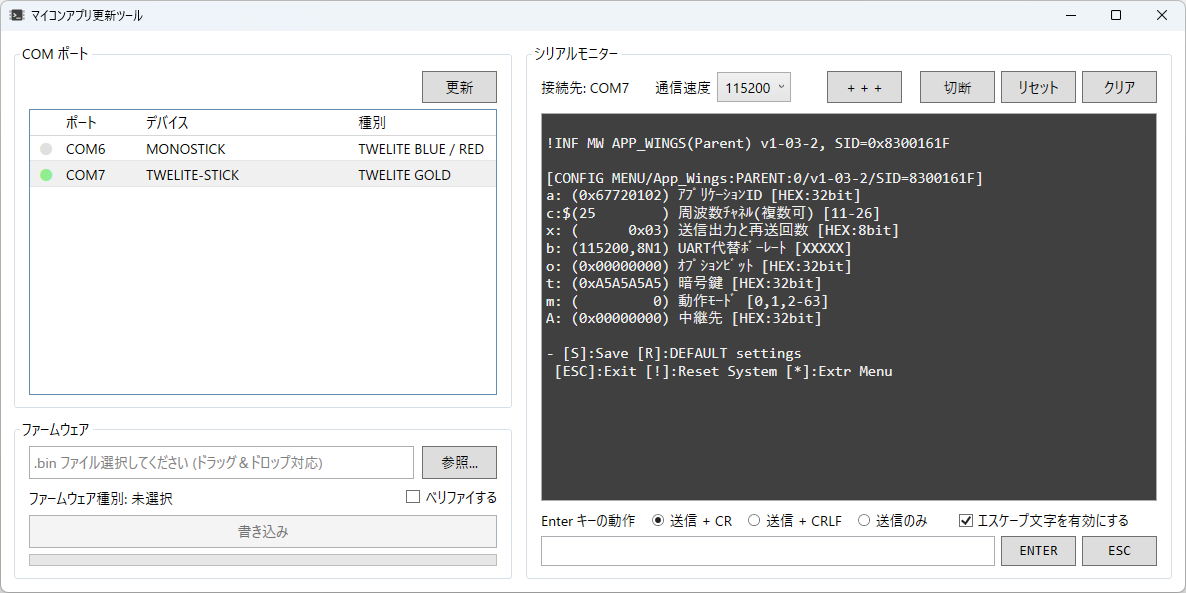 マイコンアプリ更新ツール
COM ポート
更新
ポート デバイス 種別
COM6 MONOSTICK TWELITE BLUE / RED
COM7 TWELITE-STICK TWELITE GOLD
ファームウェア
.bin ファイル選択してください (ドラッグ＆ドロップ対応)
参照...
ファームウェア種別: 未選択
ベリファイする
書き込み
シリアルモニター
接続先: COM7 通信速度 115200 + + + 切断 リセット クリア
!INF MW APP_WINGS(Parent) v1-03-2, SID=0x8300161F
[CONFIG MENU/App_Wings:PARENT:0/v1-03-2/SID=8300161F]
a: (0x67720102) ｱﾌﾟﾘｹｰｼｮﾝID [HEX:32bit]
c:$(25        ) 周波数ﾁｬﾈﾙ(複数可) [11-26]
x: (      0x03) 送信出力と再送回数 [HEX:8bit]
b: (115200,8N1) UART代替ﾎﾞｰﾚｰﾄ [XXXXX]
o: (0x00000000) ｵﾌﾟｼｮﾝﾋﾞｯﾄ [HEX:32bit]
t: (0xA5A5A5A5) 暗号鍵 [HEX:32bit]
m: (         0) 動作ﾓｰﾄﾞ [0,1,2-63]
A: (0x00000000) 中継先 [HEX:32bit]
- [S]:Save [R]:DEFAULT settings
[ESC]:Exit [!]:Reset System [*]:Extr Menu
Enter キーの動作 送信 + CR 送信 + CRLF 送信のみ エスケープ文字を有効にする
ENTER ESC